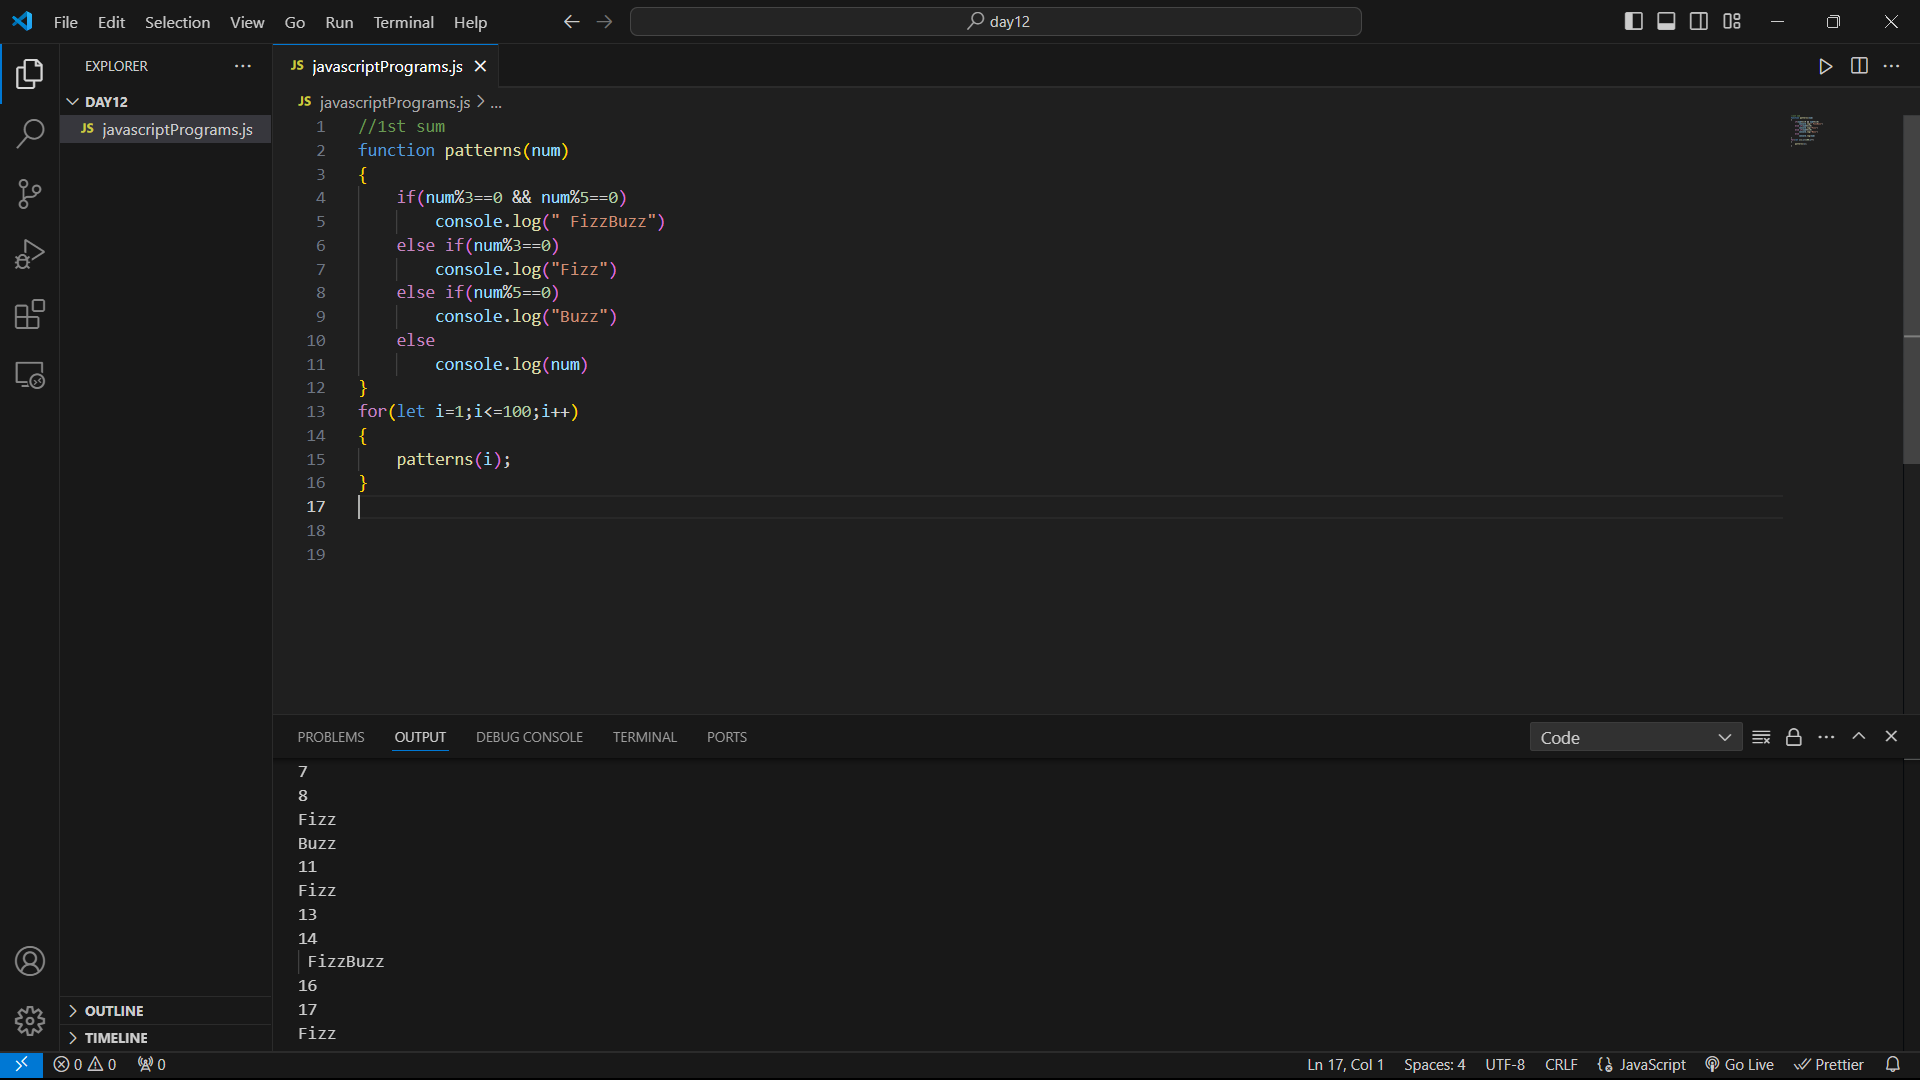 File Edit Selection View Go Run Terminal Help
day12
EXPLORER
DAY12
JS javascriptPrograms.js
OUTLINE
TIMELINE
JS javascriptPrograms.js
JS javascriptPrograms.js > ...
1 //1st sum
2 function patterns(num)
3 {
4     if(num%3==0 && num%5==0)
5         console.log(" FizzBuzz")
6     else if(num%3==0)
7         console.log("Fizz")
8     else if(num%5==0)
9         console.log("Buzz")
10     else
11         console.log(num)
12 }
13 for(let i=1;i<=100;i++)
14 {
15     patterns(i);
16 }
17
18
19
PROBLEMS OUTPUT DEBUG CONSOLE TERMINAL PORTS
Code
7
8
Fizz
Buzz
11
Fizz
13
14
 FizzBuzz
16
17
Fizz
0 0 0
Ln 17, Col 1 Spaces: 4 UTF-8 CRLF JavaScript Go Live Prettier